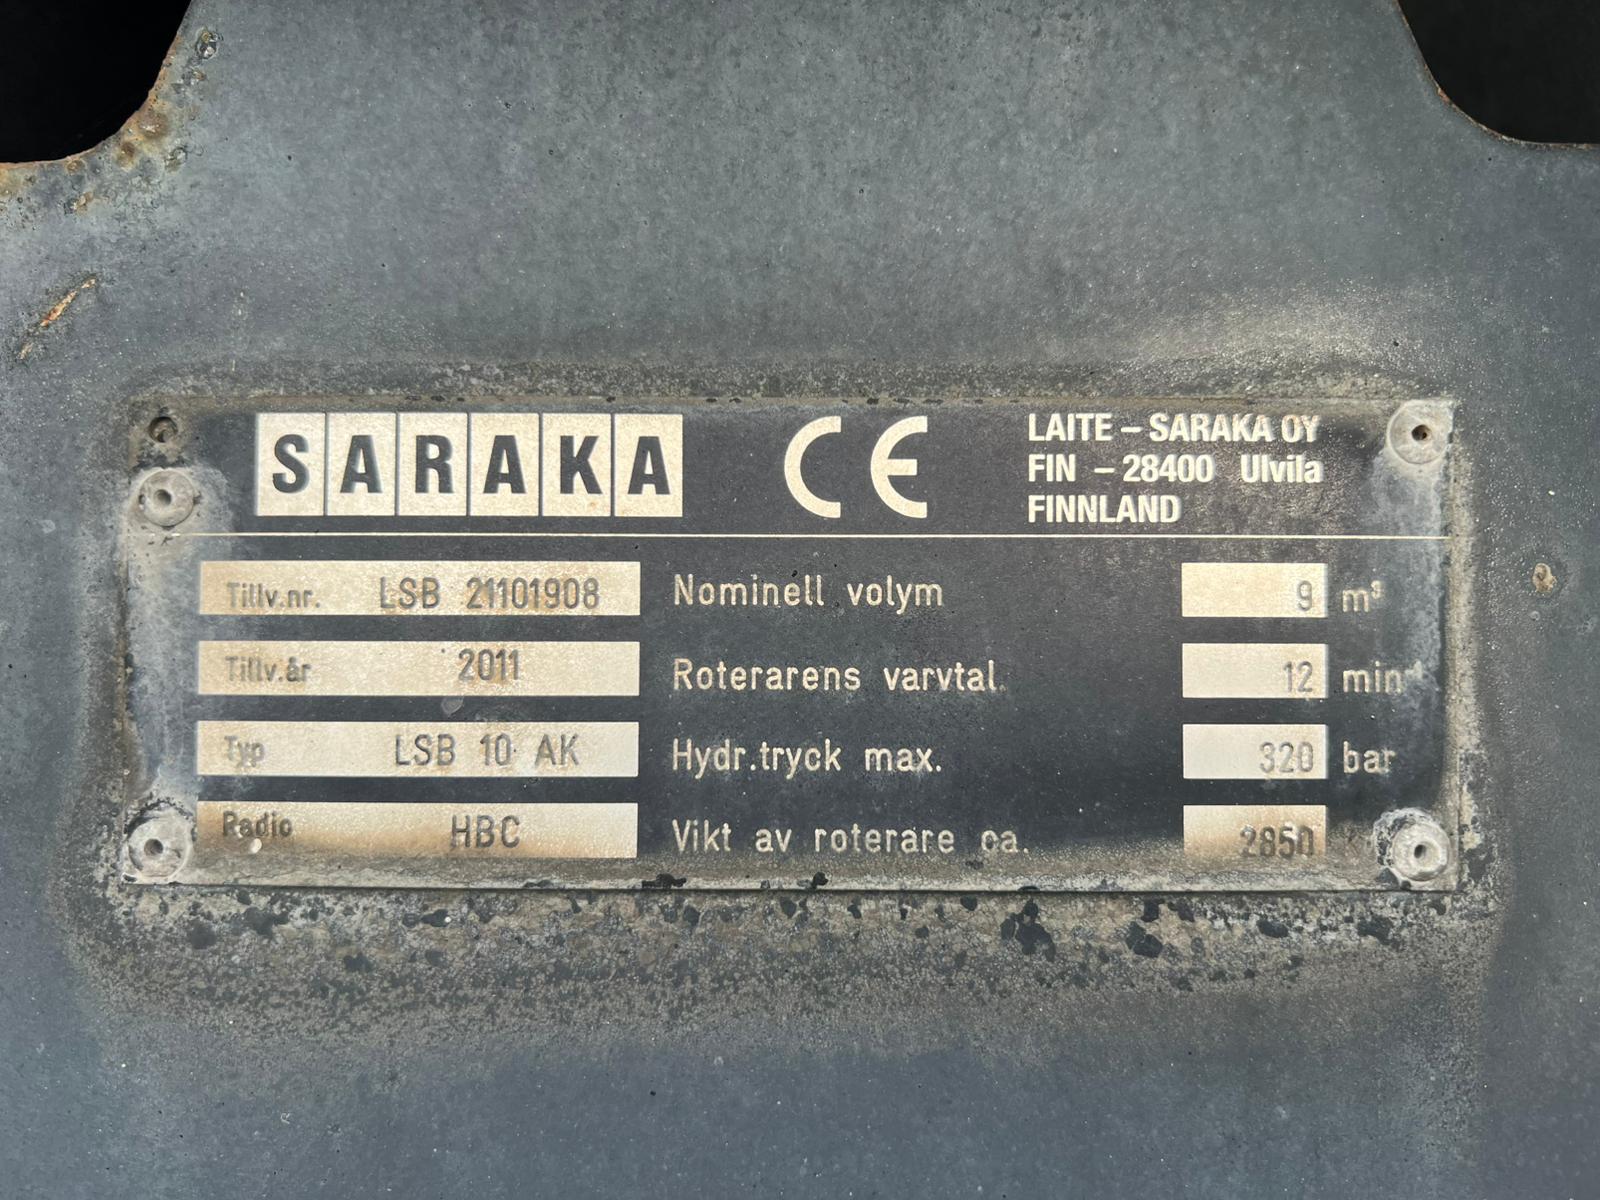 SARAKA
CE
LAITE – SARAKA OY
FIN – 28400 Ulvila
FINNLAND
Tillv.nr. LSB 21101908
Nominell volym 9 m³
Tillv.år 2011
Roterarens varvtal. 12 min⁻¹
Typ LSB 10 AK
Hydr.tryck max. 320 bar
Radio HBC
Vikt av roterare ca. 2850